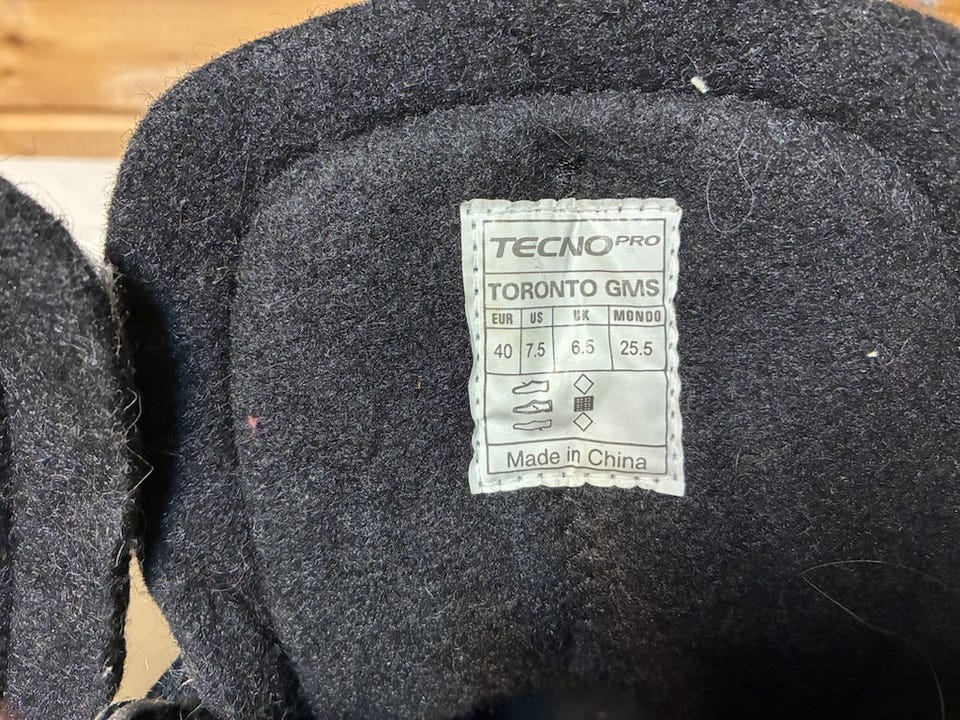 TECNOPRO
TORONTO GMS
EUR US UK MONDO
40 7.5 6.5 25.5
Made in China